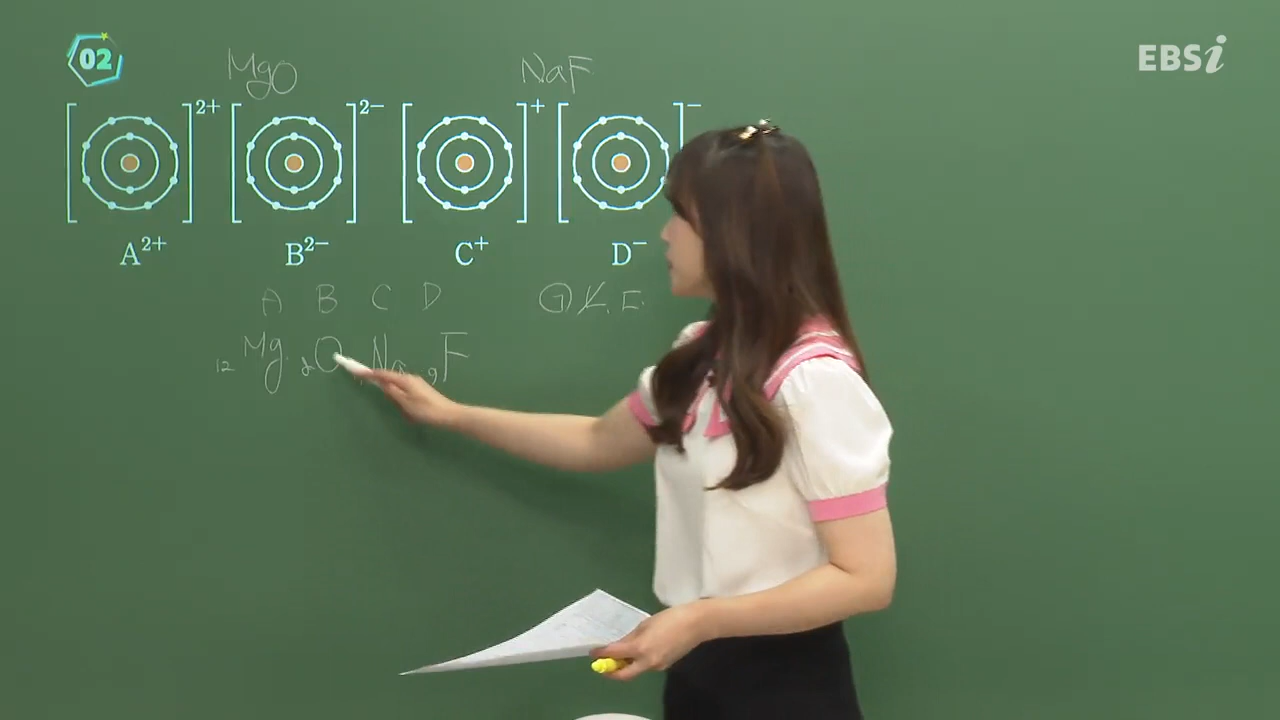 02
EBSi
MgO NaF
2+ 2− + −
A²⁺ B²⁻ C⁺ D⁻
A B C D ㄱ ㄴ ㄷ
₁₂Mg ₈O Na ₉F